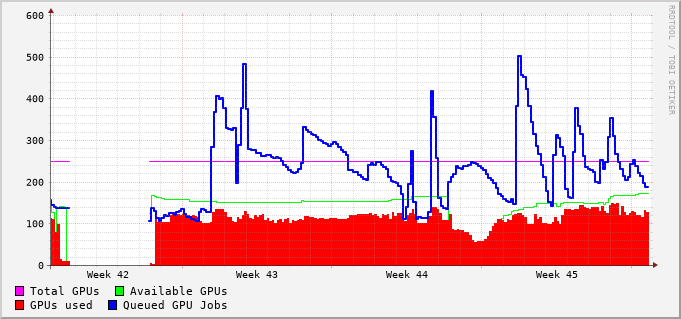 600
500
400
300
200
100
0
Week 42 Week 43 Week 44 Week 45
Total GPUs Available GPUs
GPUs used Queued GPU Jobs
RRDTOOL / TOBI OETIKER